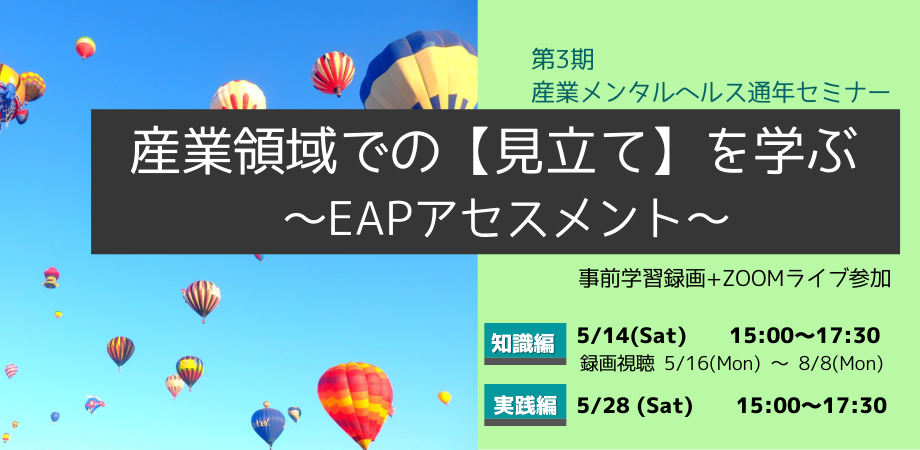 第3期
産業メンタルヘルス通年セミナー
産業領域での【見立て】を学ぶ
～EAPアセスメント～
事前学習録画+ZOOMライブ参加
知識編 5/14(Sat) 15:00～17:30
録画視聴 5/16(Mon) ～ 8/8(Mon)
実践編 5/28 (Sat) 15:00～17:30